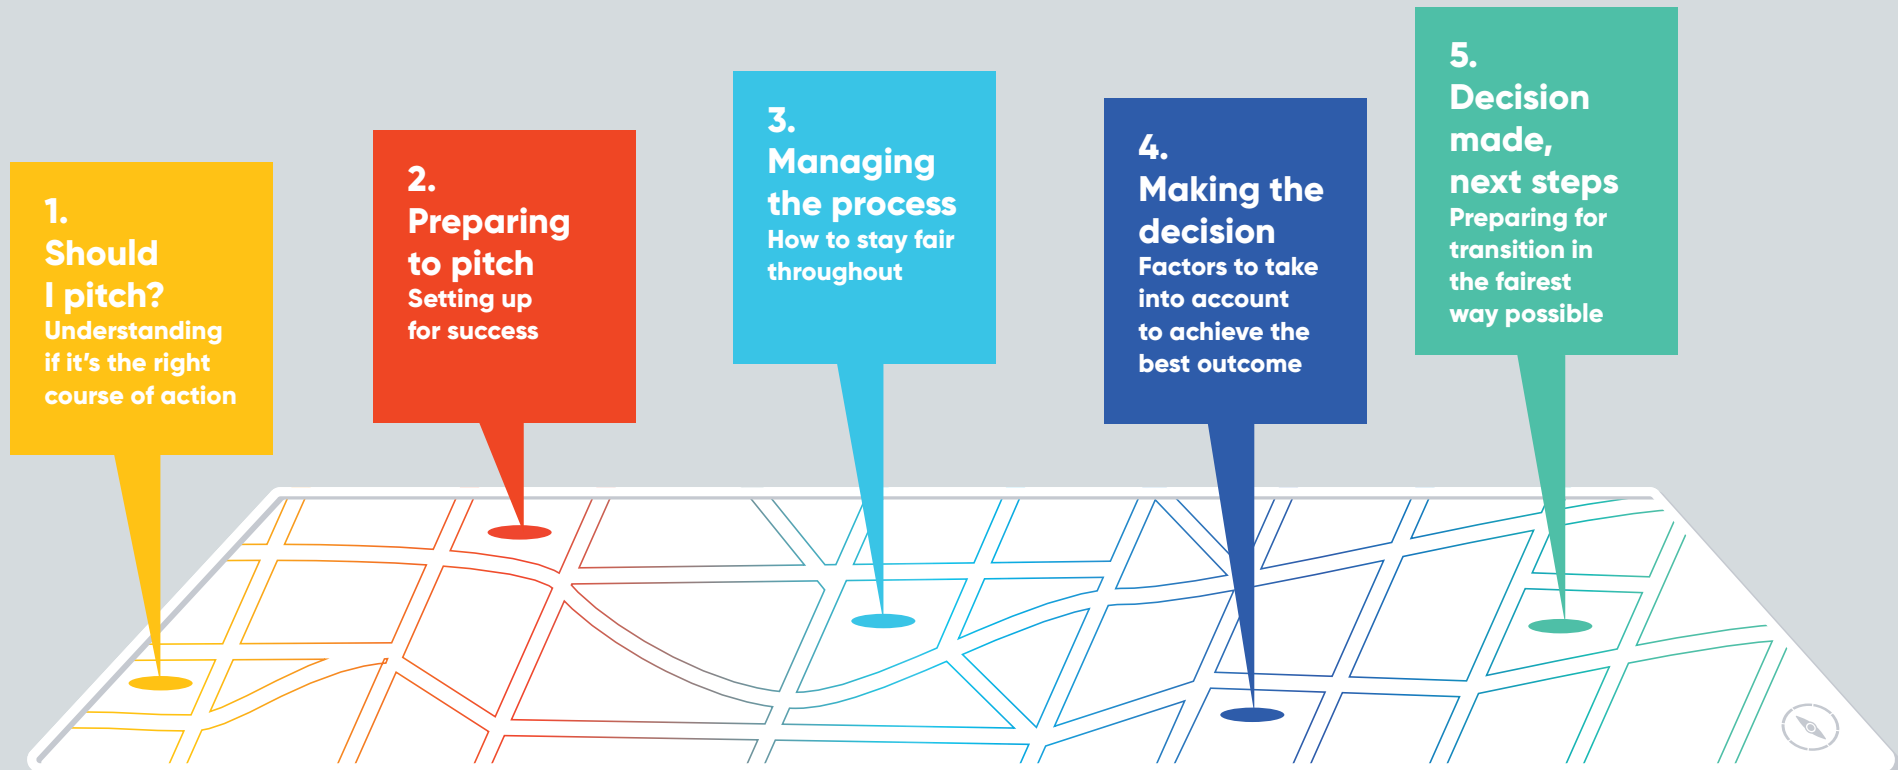 1.
Should
I pitch?
Understanding
if it's the right
course of action
2.
Preparing
to pitch
Setting up
for success
3.
Managing
the process
How to stay fair
throughout
4.
Making the
decision
Factors to take
into account
to achieve the
best outcome
5.
Decision
made,
next steps
Preparing for
transition in
the fairest
way possible